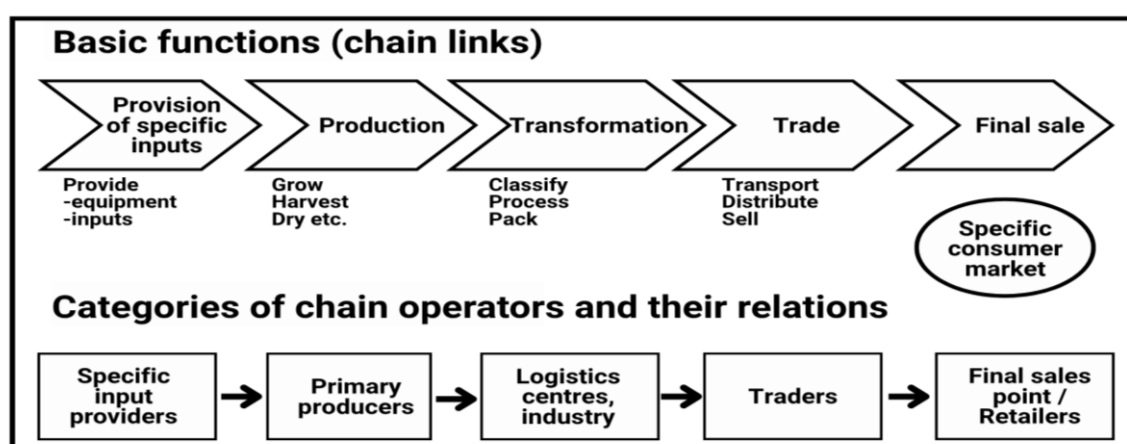 Basic functions (chain links)
Provision
of specific
inputs
Production
Transformation
Trade
Final sale
Provide
-equipment
-inputs
Grow
Harvest
Dry etc.
Classify
Process
Pack
Transport
Distribute
Sell
Specific
consumer
market
Categories of chain operators and their relations
Specific
input
providers
Primary
producers
Logistics
centres,
industry
Traders
Final sales
point /
Retailers